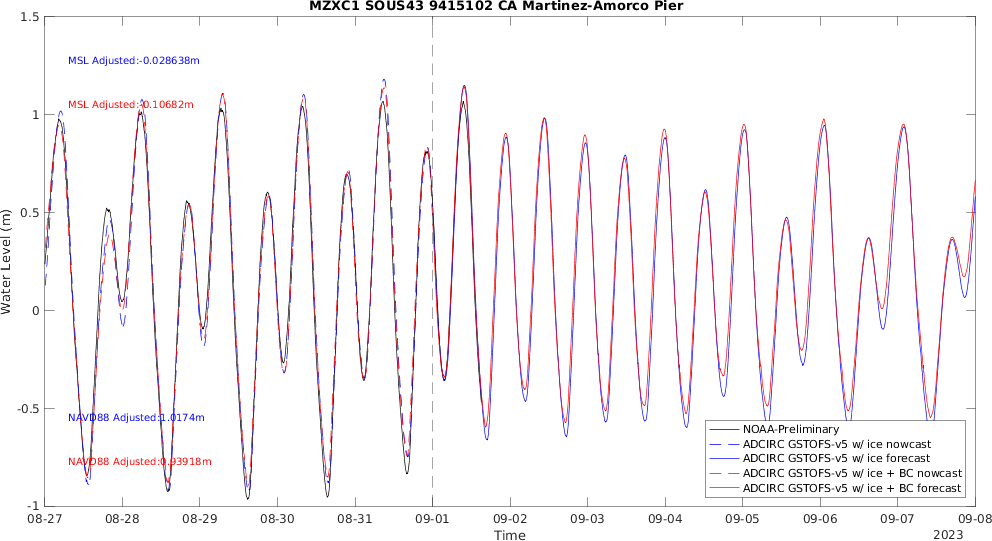 MZXC1 SOUS43 9415102 CA Martinez-Amorco Pier
Water Level (m)
1.5
1
0.5
0
-0.5
-1
MSL Adjusted:-0.028638m
MSL Adjusted:-0.10682m
NAVD88 Adjusted:1.0174m
NAVD88 Adjusted:0.93918m
NOAA-Preliminary
ADCIRC GSTOFS-v5 w/ ice nowcast
ADCIRC GSTOFS-v5 w/ ice forecast
ADCIRC GSTOFS-v5 w/ ice + BC nowcast
ADCIRC GSTOFS-v5 w/ ice + BC forecast
08-27 08-28 08-29 08-30 08-31 09-01 09-02 09-03 09-04 09-05 09-06 09-07 09-08
Time
2023